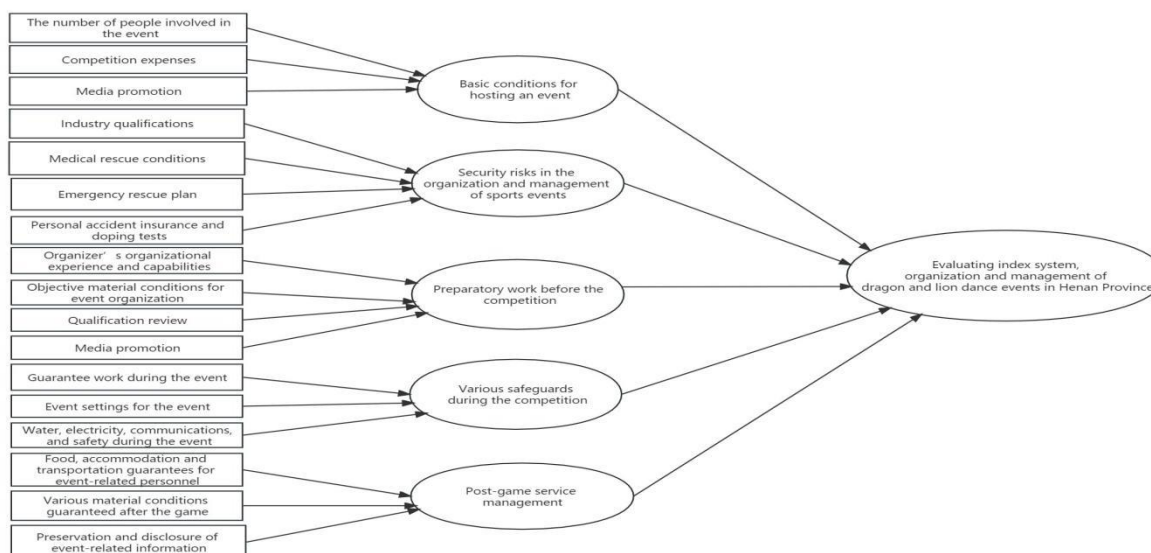 The number of people involved in
the event
Competition expenses
Media promotion
Industry qualifications
Medical rescue conditions
Emergency rescue plan
Personal accident insurance and
doping tests
Organizer’s organizational
experience and capabilities
Objective material conditions for
event organization
Qualification review
Media promotion
Guarantee work during the event
Event settings for the event
Water, electricity, communications,
and safety during the event
Food, accommodation and
transportation guarantees for
event-related personnel
Various material conditions
guaranteed after the game
Preservation and disclosure of
event-related information
Basic conditions for
hosting an event
Security risks in the
organization and management
of sports events
Preparatory work before the
competition
Various safeguards
during the competition
Post-game service
management
Evaluating index system,
organization and management of
dragon and lion dance events in Henan Province